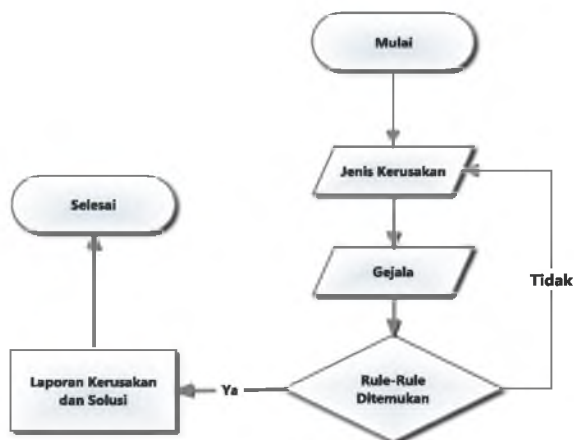 Mulai
Jenis Kerusakan
Selesai
Gejala
Tidak
Laporan Kerusakan
dan Solusi
Ya
Rule-Rule
Ditemukan